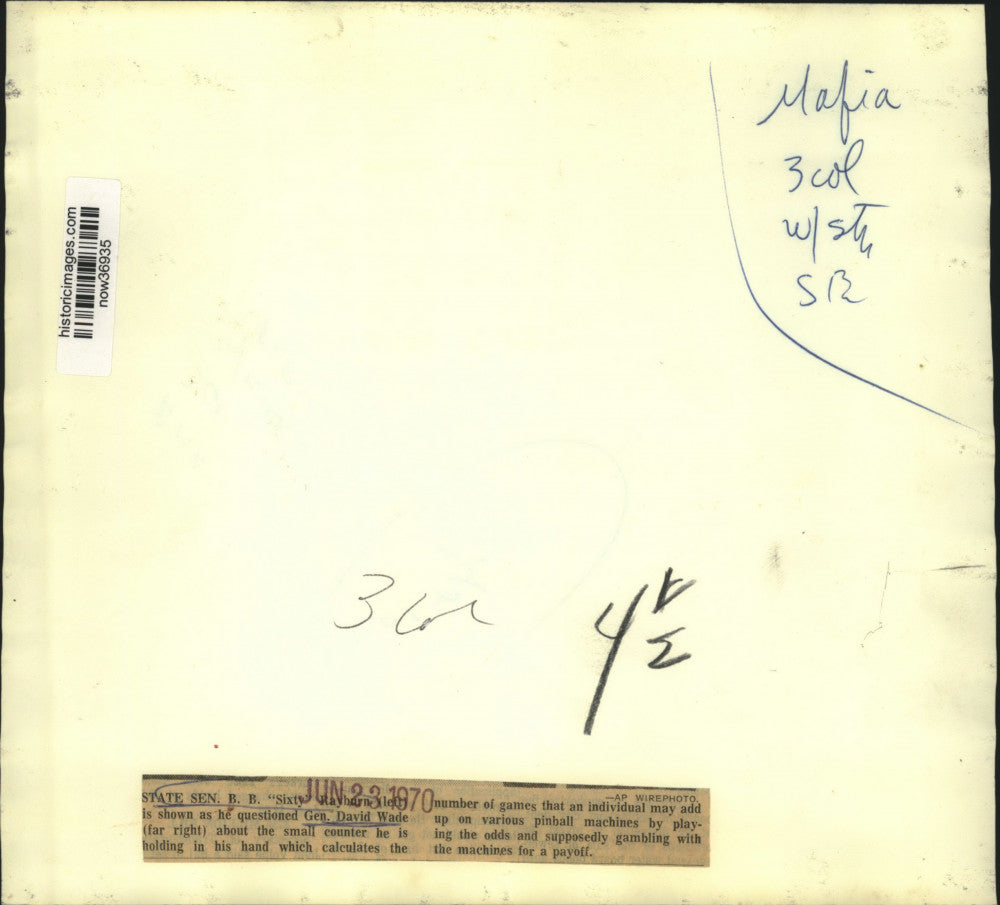 Mafia
3 col
w/ sty
SB
historicimages.com
now36935
3 Col
4
JUN 23 1970
—AP WIREPHOTO.
STATE SEN. B. B. "Sixty" Rayburn (left)
is shown as he questioned Gen. David Wade
(far right) about the small counter he is
holding in his hand which calculates the
number of games that an individual may add
up on various pinball machines by play-
ing the odds and supposedly gambling with
the machines for a payoff.